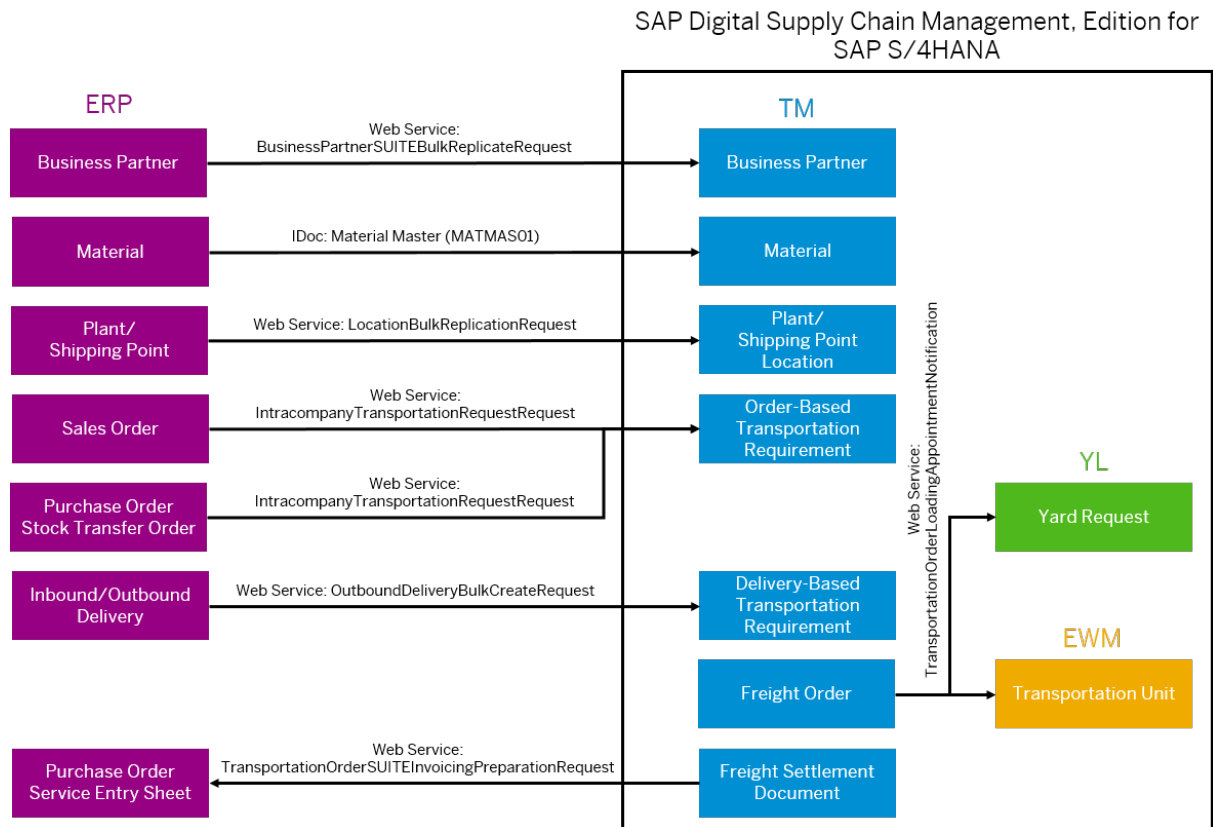 SAP Digital Supply Chain Management, Edition for
SAP S/4HANA
ERP
TM
Business Partner
Web Service:
BusinessPartnerSUITEBulkReplicateRequest
Business Partner
Material
IDoc: Material Master (MATMAS01)
Material
Plant/
Shipping Point
Web Service: LocationBulkReplicationRequest
Plant/
Shipping Point
Location
Sales Order
Web Service:
IntracompanyTransportationRequestRequest
Order-Based
Transportation
Requirement
Purchase Order
Stock Transfer Order
Web Service:
IntracompanyTransportationRequestRequest
Web Service:
TransportationOrderLoadingAppointmentNotification
YL
Yard Request
Inbound/Outbound
Delivery
Web Service: OutboundDeliveryBulkCreateRequest
Delivery-Based
Transportation
Requirement
EWM
Freight Order
Transportation Unit
Purchase Order
Service Entry Sheet
Web Service:
TransportationOrderSUITEInvoicingPreparationRequest
Freight Settlement
Document